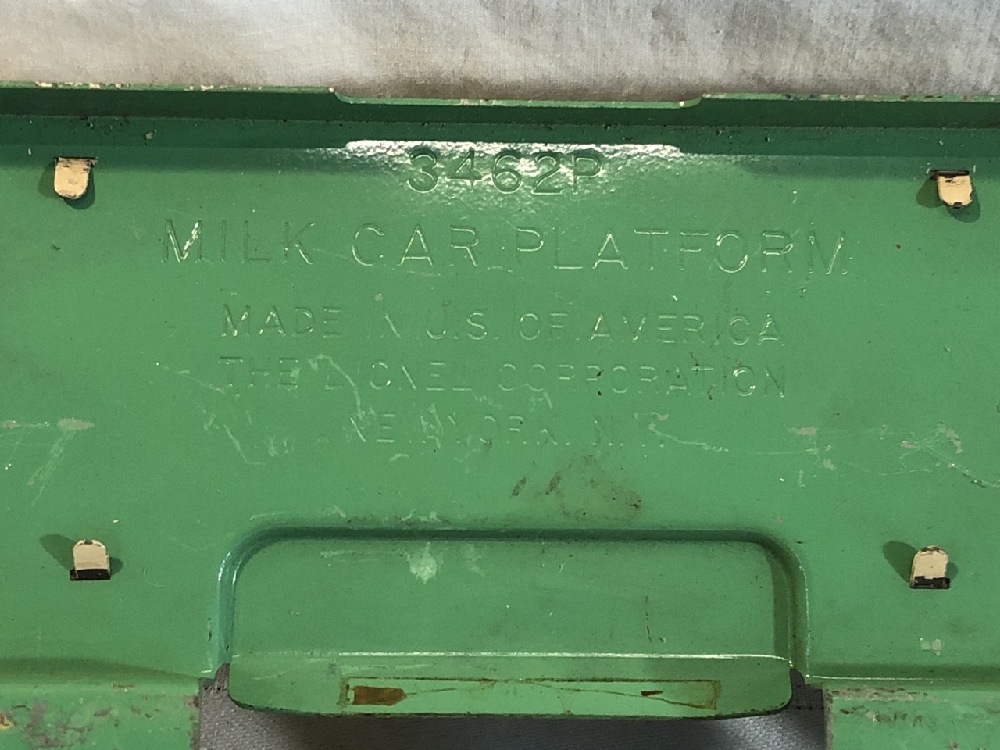 3462P
MILK CAR PLATFORM
MADE IN U.S. OF AMERICA
THE LIONEL CORPORATION
NEW YORK, N.Y.